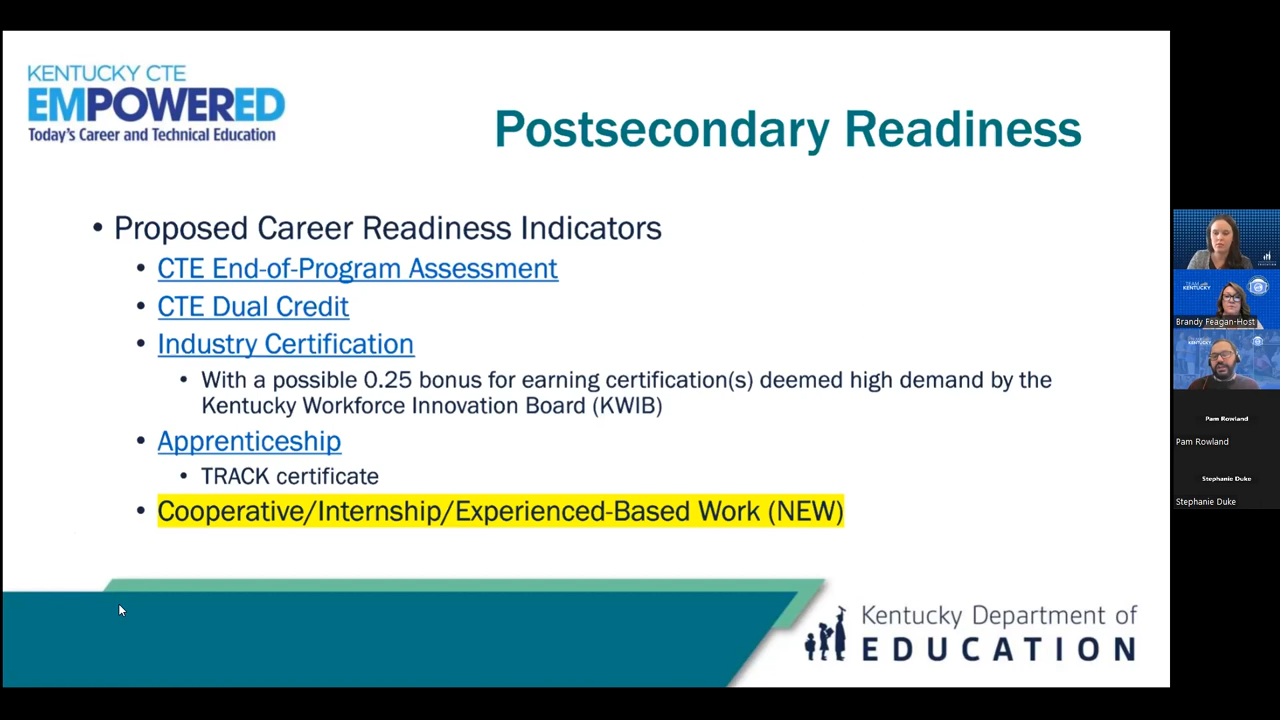 KENTUCKY CTE
EMPOWERED
Today's Career and Technical Education
Postsecondary Readiness
• Proposed Career Readiness Indicators
• CTE End-of-Program Assessment
• CTE Dual Credit
• Industry Certification
• With a possible 0.25 bonus for earning certification(s) deemed high demand by the
Kentucky Workforce Innovation Board (KWIB)
• Apprenticeship
• TRACK certificate
• Cooperative/Internship/Experienced-Based Work (NEW)
Kentucky Department of
EDUCATION
KENTUCKY
Brandy Feagan-Host
KENTUCKY
Pam Rowland
Pam Rowland
Stephanie Duke
Stephanie Duke